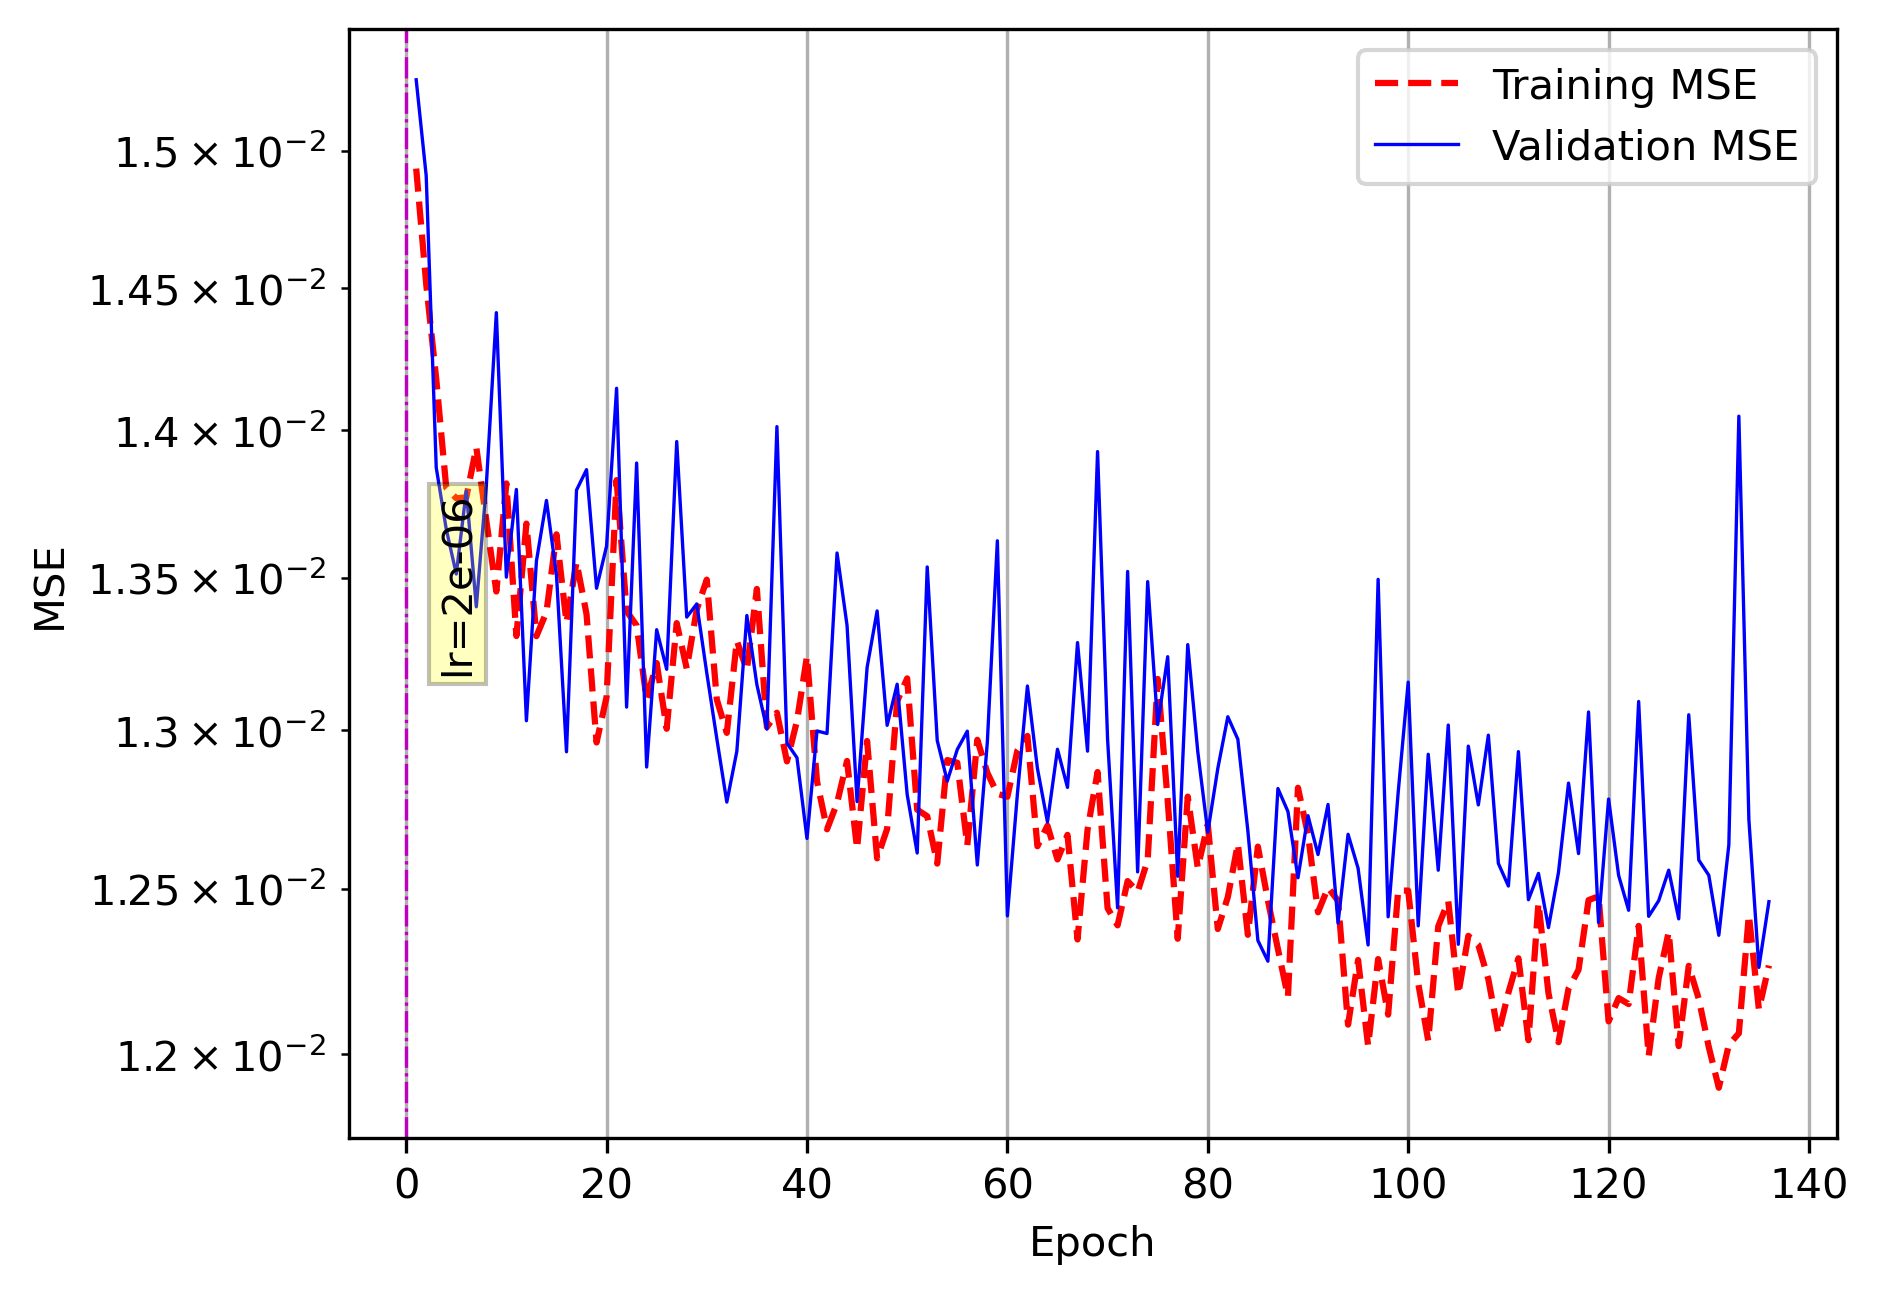 Training MSE
Validation MSE
1.5 × 10⁻²
1.45 × 10⁻²
1.4 × 10⁻²
1.35 × 10⁻²
1.3 × 10⁻²
1.25 × 10⁻²
1.2 × 10⁻²
MSE
lr=2e-06
0 20 40 60 80 100 120 140
Epoch